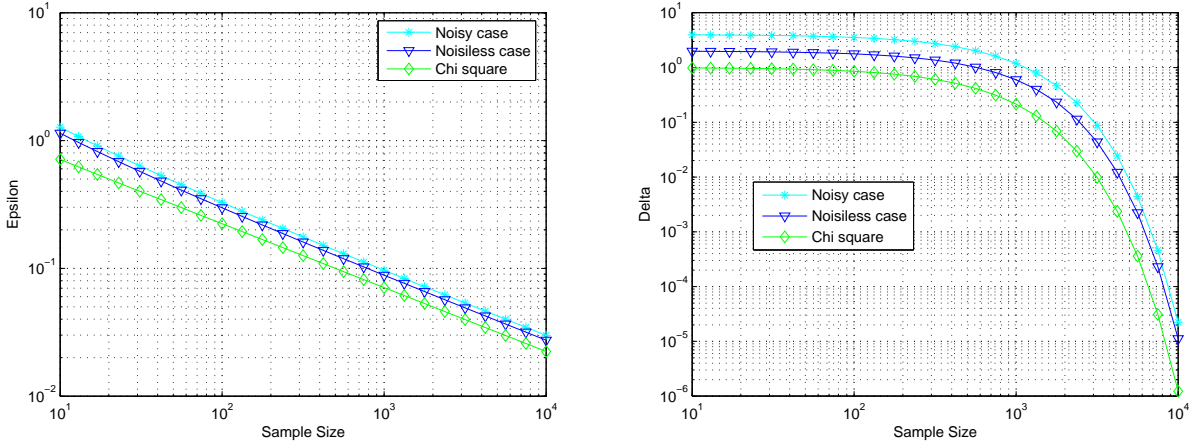 10^1
10^0
10^-1
10^-2
Epsilon
10^1
10^2
10^3
10^4
Sample Size
Noisy case
Noisiless case
Chi square
10^1
10^0
10^-1
10^-2
10^-3
10^-4
10^-5
10^-6
Delta
10^1
10^2
10^3
10^4
Sample Size
Noisy case
Noisiless case
Chi square